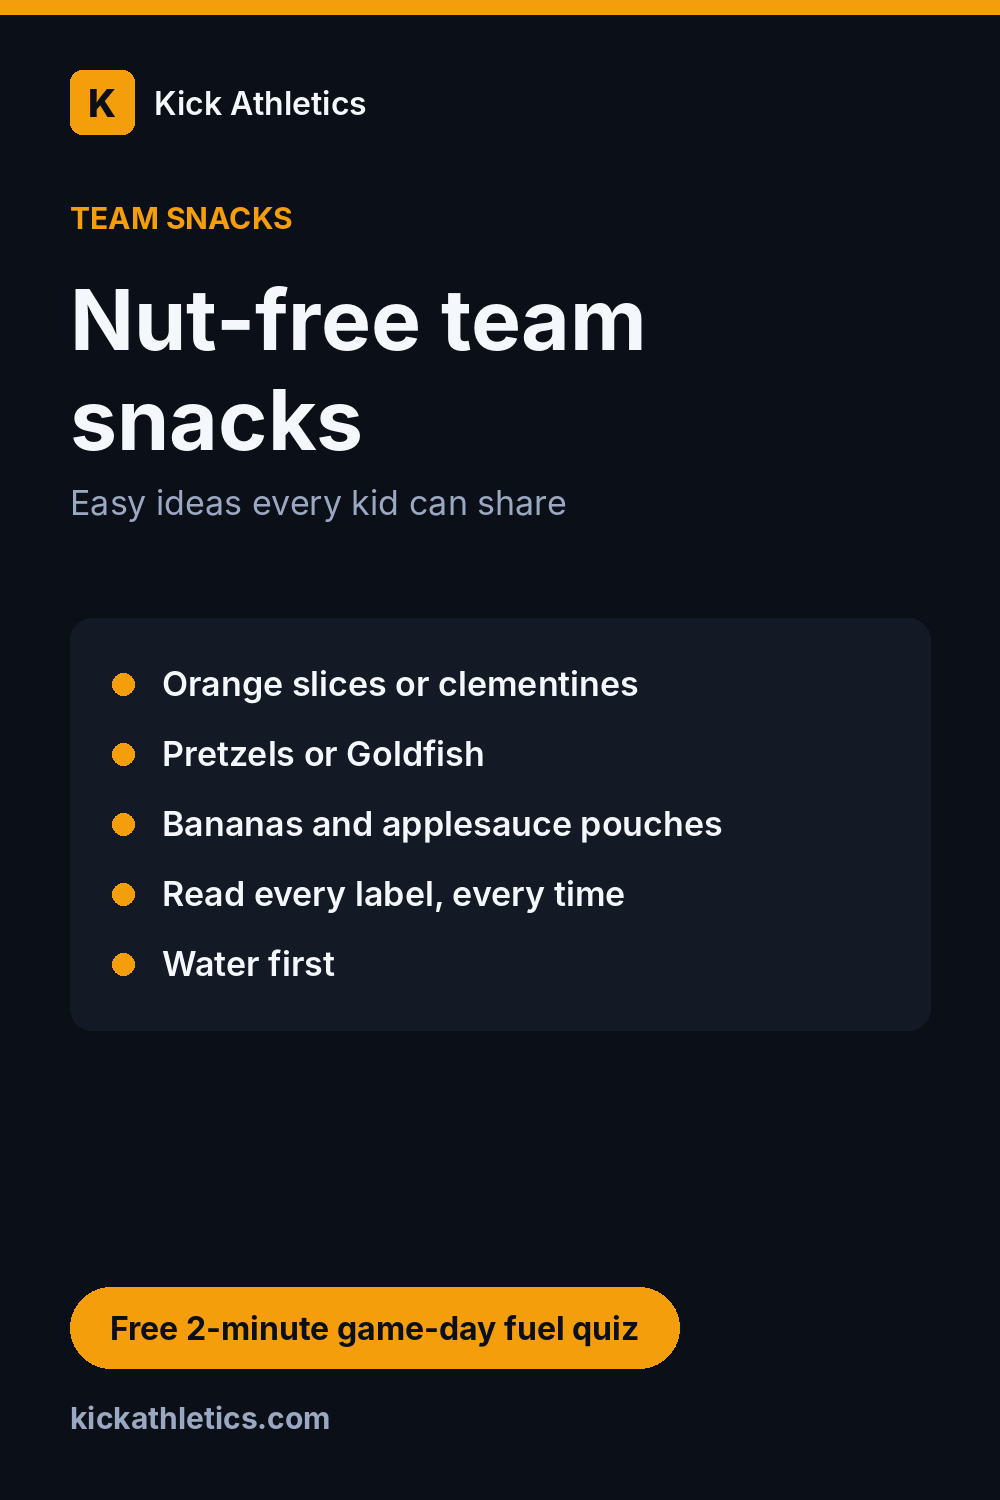 K
Kick Athletics
TEAM SNACKS
Nut-free team
snacks
Easy ideas every kid can share
Orange slices or clementines
Pretzels or Goldfish
Bananas and applesauce pouches
Read every label, every time
Water first
Free 2-minute game-day fuel quiz
kickathletics.com